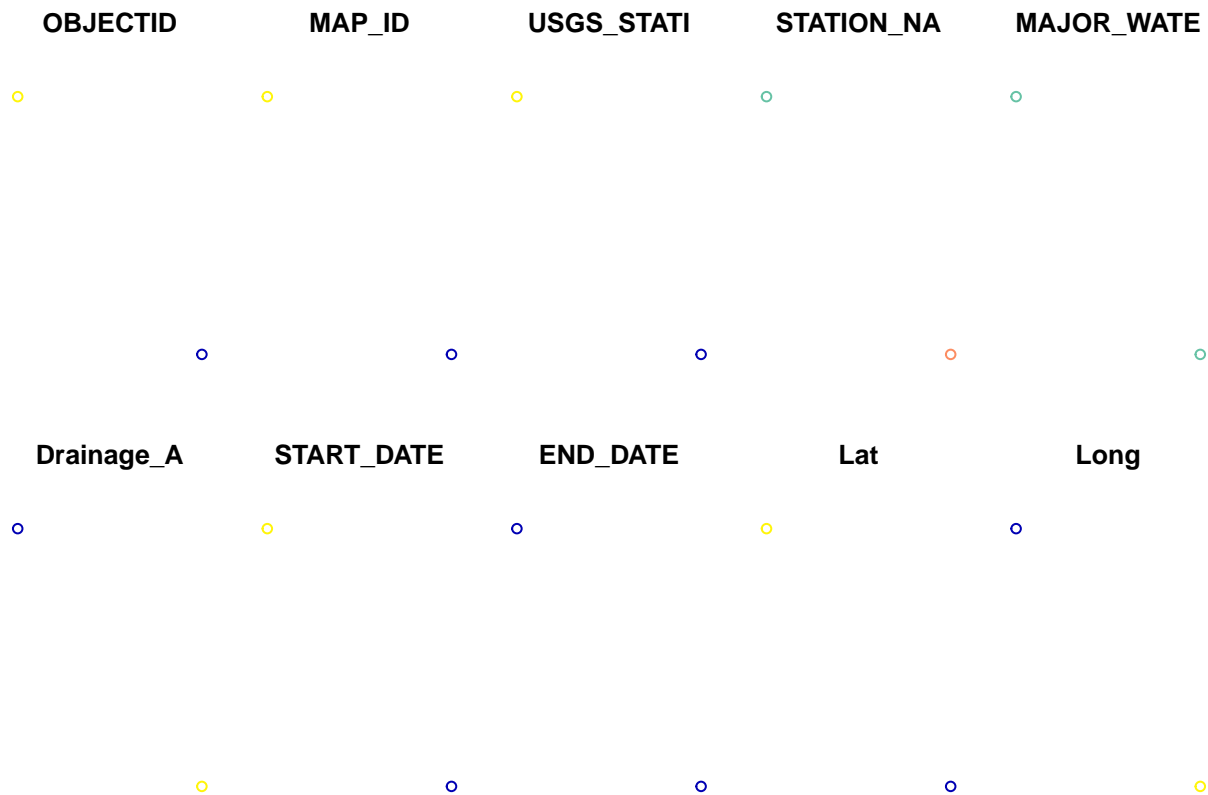 OBJECTID MAP_ID USGS_STATI STATION_NA MAJOR_WATE
Drainage_A START_DATE END_DATE Lat Long